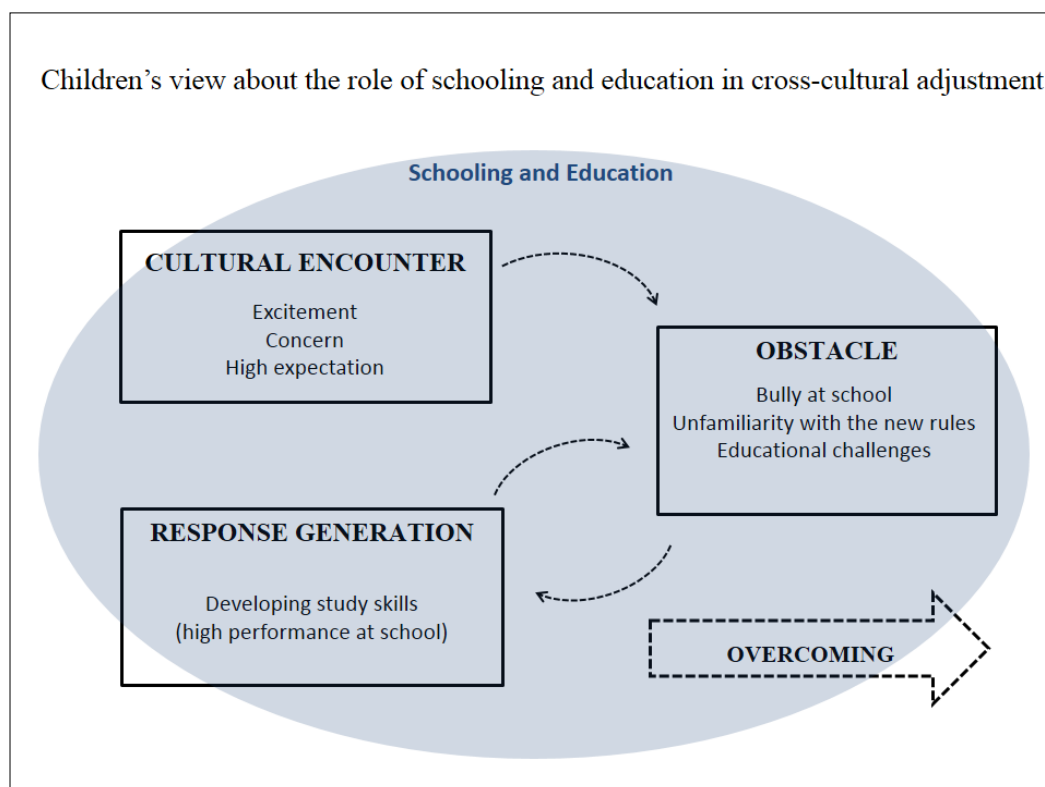 Children’s view about the role of schooling and education in cross-cultural adjustment
Schooling and Education
CULTURAL ENCOUNTER
Excitement
Concern
High expectation
OBSTACLE
Bully at school
Unfamiliarity with the new rules
Educational challenges
RESPONSE GENERATION
Developing study skills
(high performance at school)
OVERCOMING